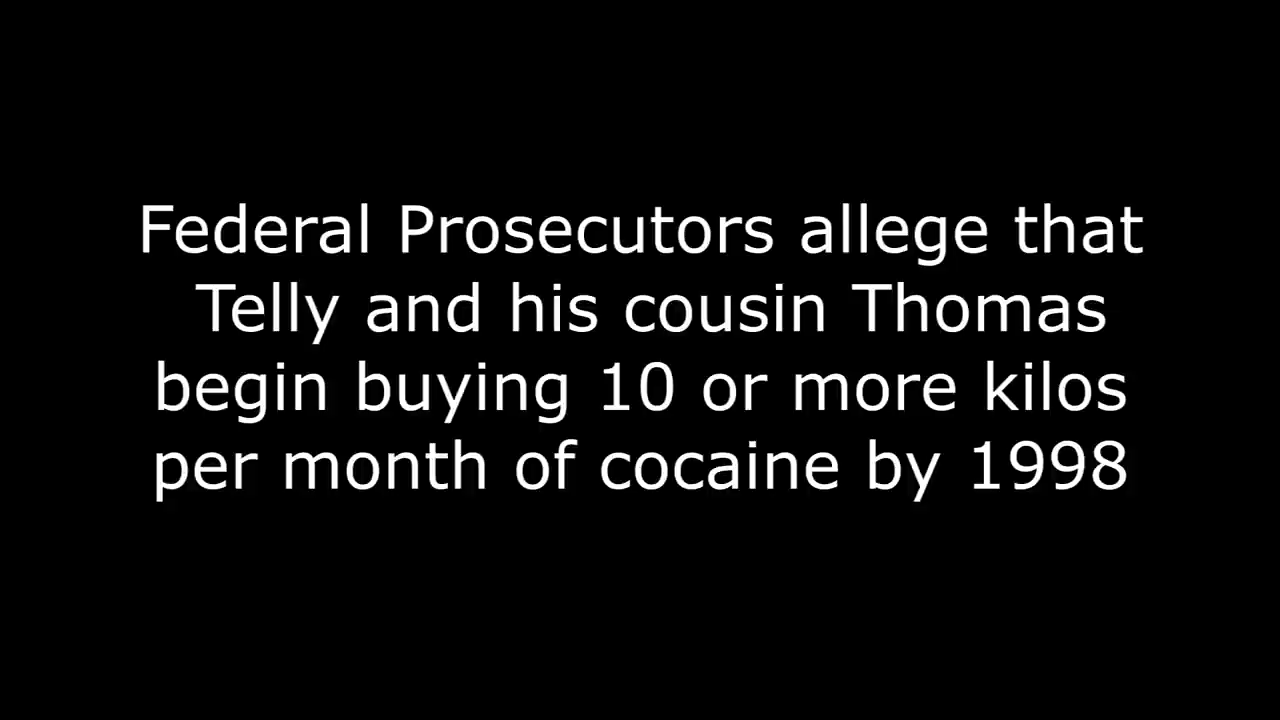 Federal Prosecutors allege that
Telly and his cousin Thomas
begin buying 10 or more kilos
per month of cocaine by 1998